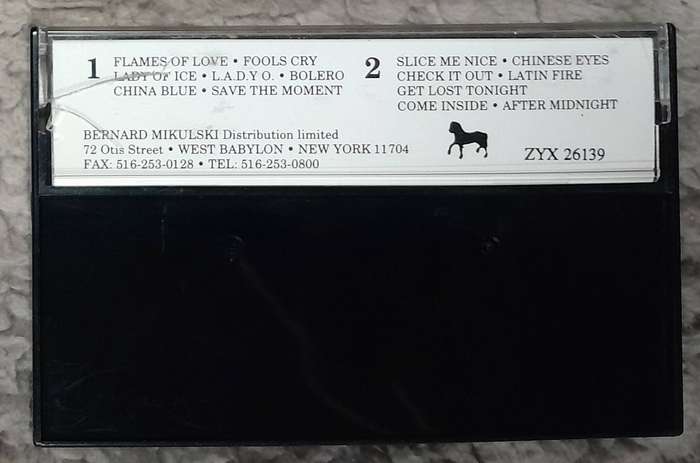 1
FLAMES OF LOVE • FOOLS CRY
LADY OF ICE • L.A.D.Y O. • BOLERO
CHINA BLUE • SAVE THE MOMENT
2
SLICE ME NICE • CHINESE EYES
CHECK IT OUT • LATIN FIRE
GET LOST TONIGHT
COME INSIDE • AFTER MIDNIGHT
BERNARD MIKULSKI Distribution limited
72 Otis Street • WEST BABYLON • NEW YORK 11704
FAX: 516-253-0128 • TEL: 516-253-0800
ZYX 26139